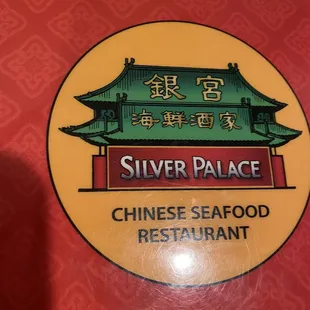 銀宮
海鮮酒家
SILVER PALACE
CHINESE SEAFOOD
RESTAURANT